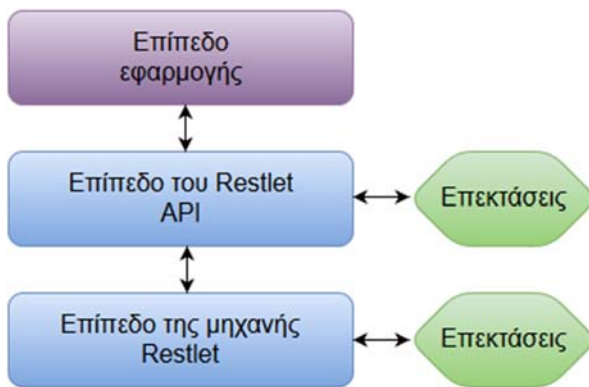 Επίπεδο
εφαρμογής
Επίπεδο του Restlet
API
Επεκτάσεις
Επίπεδο της μηχανής
Restlet
Επεκτάσεις